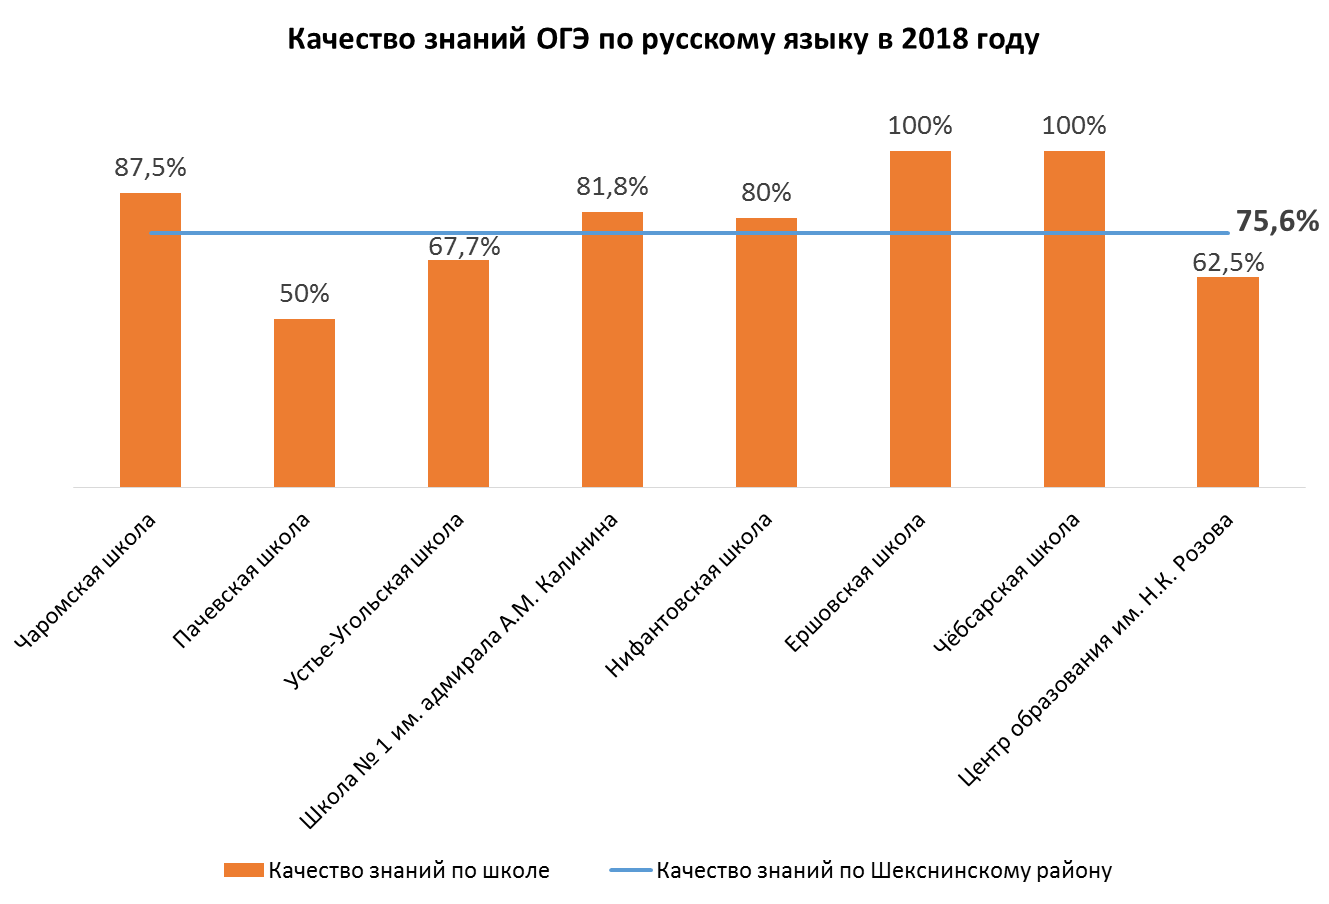 Качество знаний ОГЭ по русскому языку в 2018 году
87,5%
50%
67,7%
81,8%
80%
100%
100%
62,5%
75,6%
Чаромская школа
Пачевская школа
Устье-Угольская школа
Школа № 1 им. адмирала А.М. Калинина
Нифантовская школа
Ершовская школа
Чёбсарская школа
Центр образования им. Н.К. Розова
Качество знаний по школе
Качество знаний по Шекснинскому району